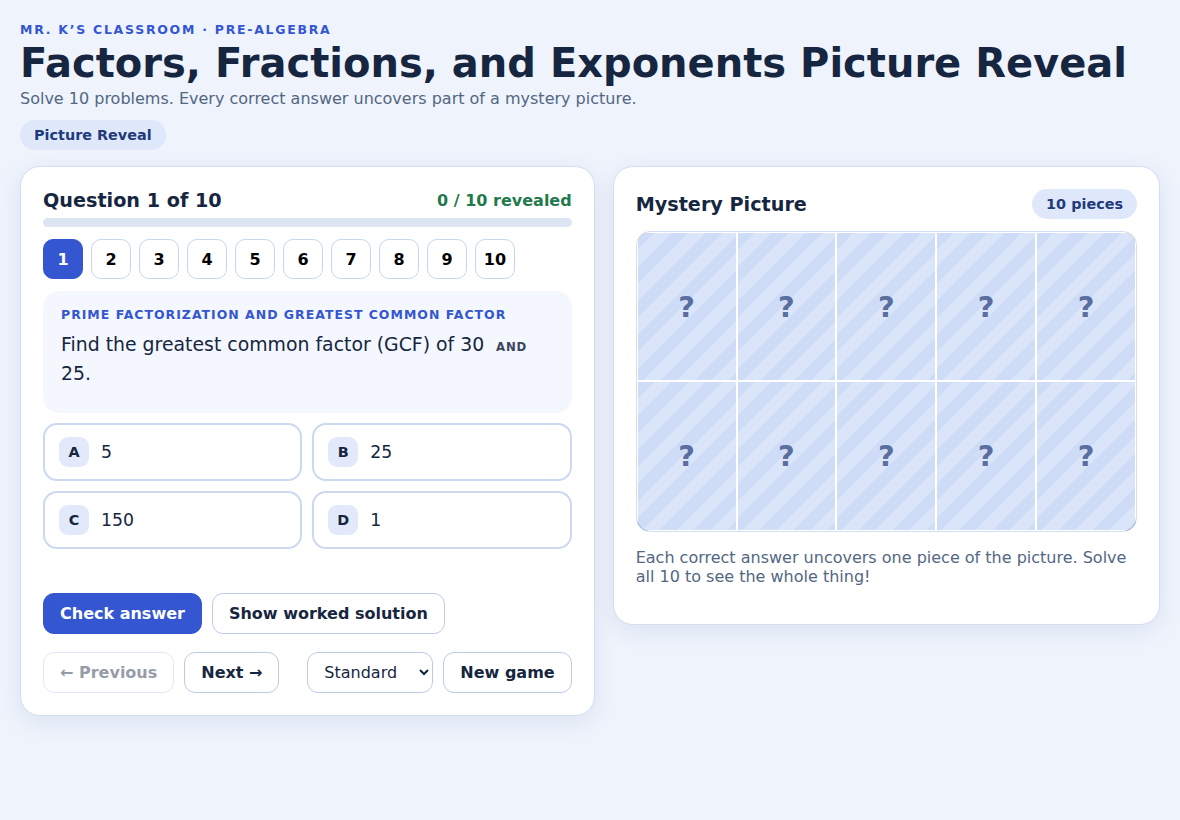 MR. K’S CLASSROOM · PRE-ALGEBRA
Factors, Fractions, and Exponents Picture Reveal
Solve 10 problems. Every correct answer uncovers part of a mystery picture.
Picture Reveal
Question 1 of 10
0 / 10 revealed
1 2 3 4 5 6 7 8 9 10
PRIME FACTORIZATION AND GREATEST COMMON FACTOR
Find the greatest common factor (GCF) of 30 AND
25.
A 5
B 25
C 150
D 1
Check answer
Show worked solution
← Previous
Next →
Standard
New game
Mystery Picture
10 pieces
? ? ? ? ?
? ? ? ? ?
Each correct answer uncovers one piece of the picture. Solve
all 10 to see the whole thing!